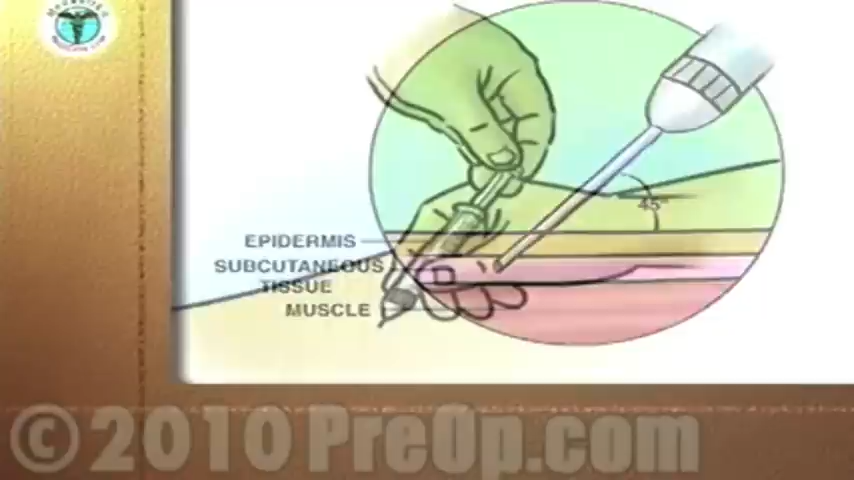 45°
EPIDERMIS
SUBCUTANEOUS
TISSUE
MUSCLE
© 2010 PreOp.com